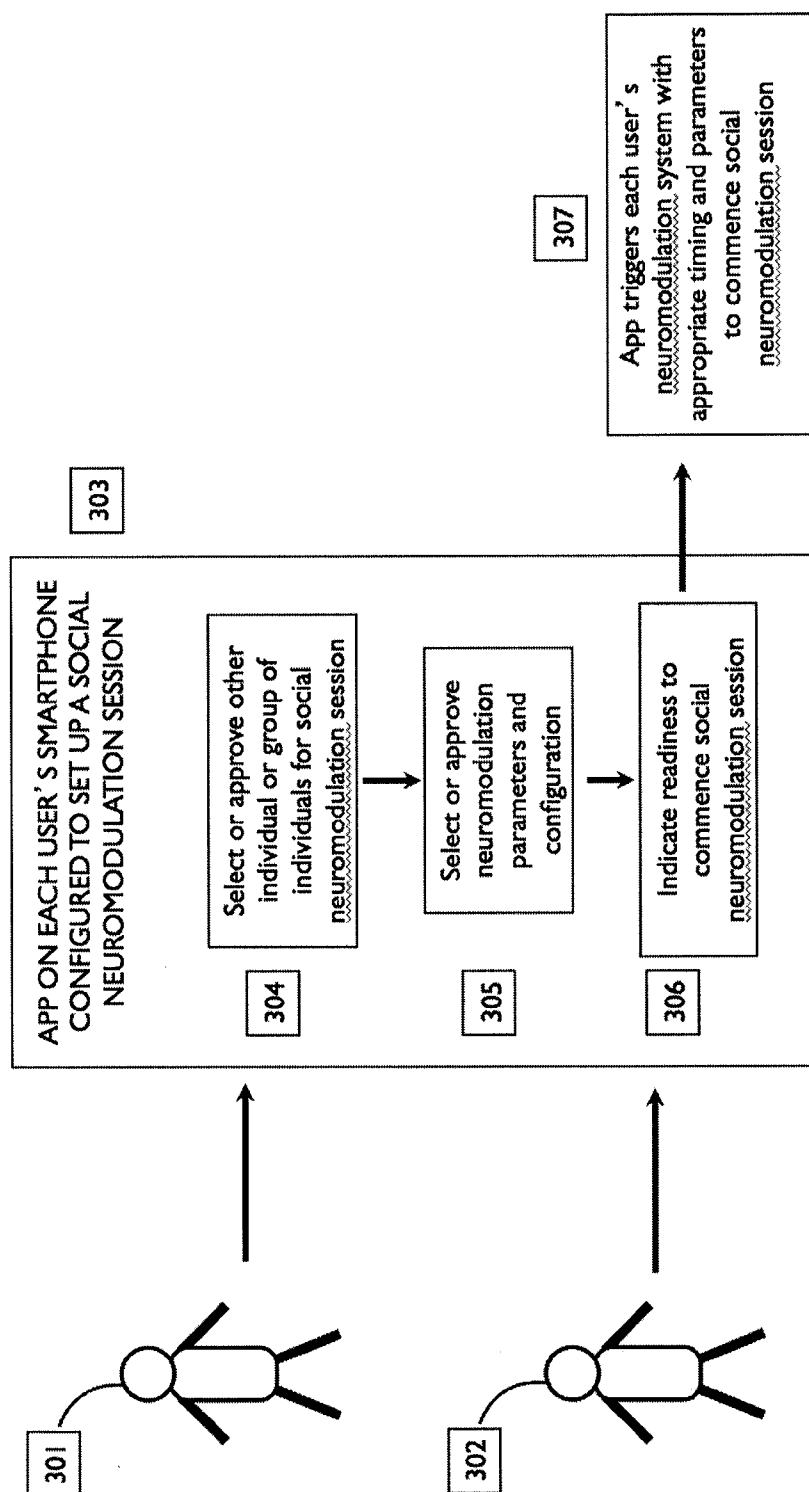 301
302
303
APP ON EACH USER'S SMARTPHONE
CONFIGURED TO SET UP A SOCIAL
NEUROMODULATION SESSION
304
Select or approve other
individual or group of
individuals for social
neuromodulation session
305
Select or approve
neuromodulation
parameters and
configuration
306
Indicate readiness to
commence social
neuromodulation session
307
App triggers each user's
neuromodulation system with
appropriate timing and parameters
to commence social
neuromodulation session